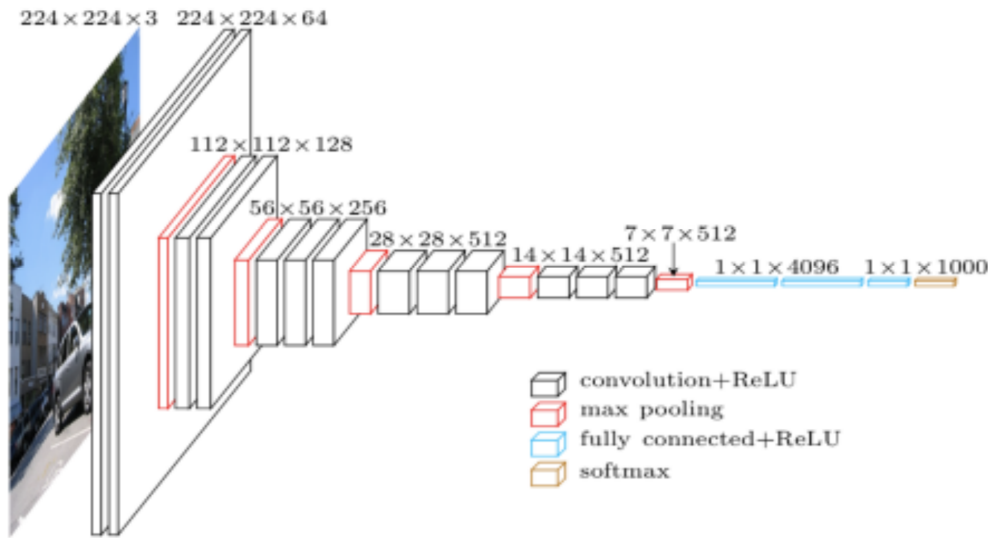 224×224×3
224×224×64
112×112×128
56×56×256
28×28×512
14×14×512
7×7×512
1×1×4096
1×1×1000
convolution+ReLU
max pooling
fully connected+ReLU
softmax